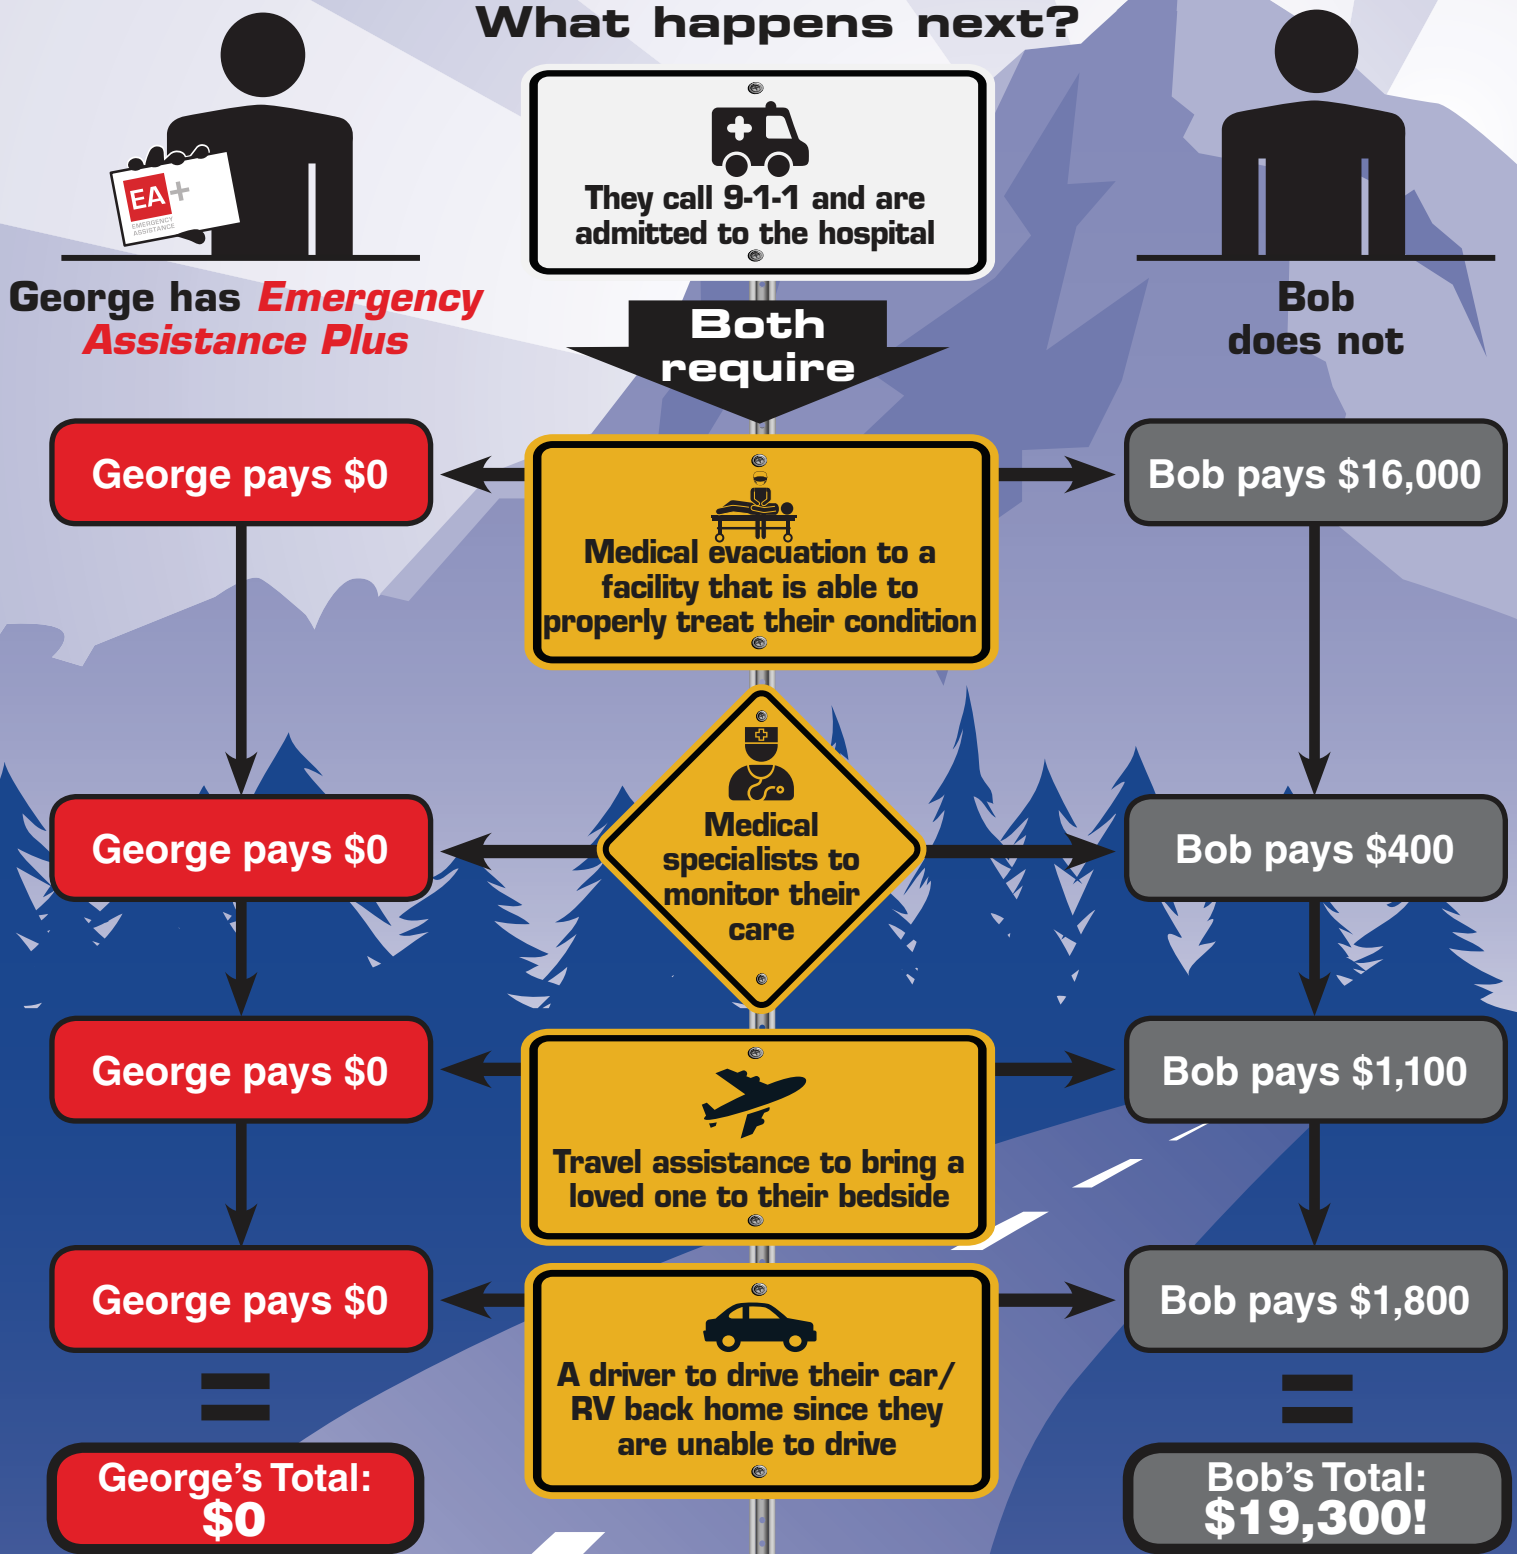 What happens next?
They call 9-1-1 and are
admitted to the hospital
EA+
EMERGENCY
ASSISTANCE
George has Emergency
Assistance Plus
Bob
does not
Both
require
George pays $0
Medical evacuation to a
facility that is able to
properly treat their condition
Bob pays $16,000
George pays $0
Medical
specialists to
monitor their
care
Bob pays $400
George pays $0
Travel assistance to bring a
loved one to their bedside
Bob pays $1,100
George pays $0
A driver to drive their car/
RV back home since they
are unable to drive
Bob pays $1,800
=
=
George's Total:
$0
Bob's Total:
$19,300!